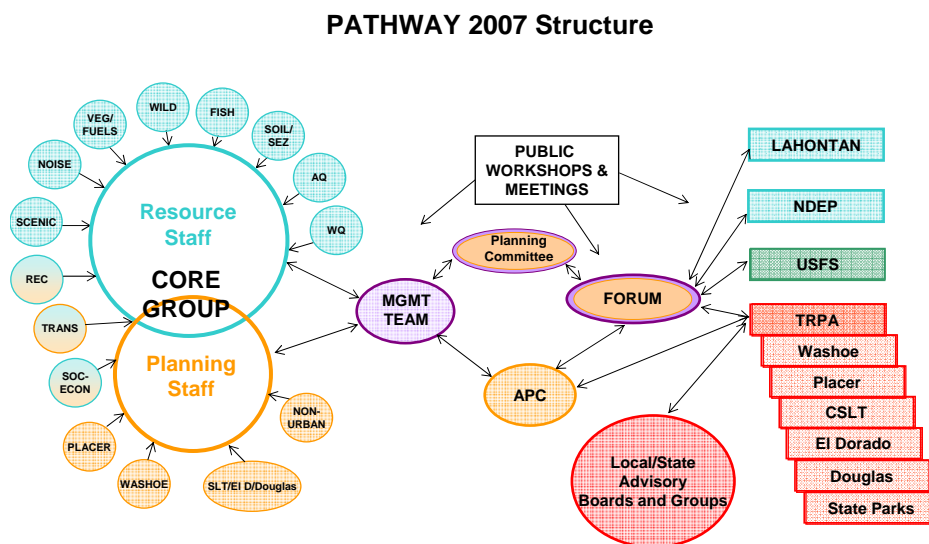 PATHWAY 2007 Structure
WILD
FISH
VEG/
FUELS
SOIL/
SEZ
NOISE
AQ
SCENIC
WQ
REC
TRANS
SOC-
ECON
PLACER
WASHOE
SLT/El D/Douglas
NON-
URBAN
Resource
Staff
CORE
GROUP
Planning
Staff
PUBLIC
WORKSHOPS &
MEETINGS
Planning
Committee
MGMT
TEAM
FORUM
APC
Local/State
Advisory
Boards and Groups
LAHONTAN
NDEP
USFS
TRPA
Washoe
Placer
CSLT
El Dorado
Douglas
State Parks